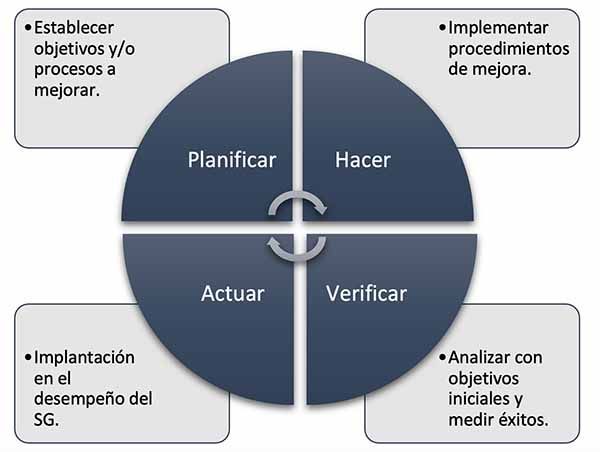 •Establecer
objetivos y/o
procesos a
mejorar.
•Implementar
procedimientos
de mejora.
Planificar
Hacer
Actuar
Verificar
•Implantación
en el
desempeño del
SG.
•Analizar con
objetivos
iniciales y
medir éxitos.